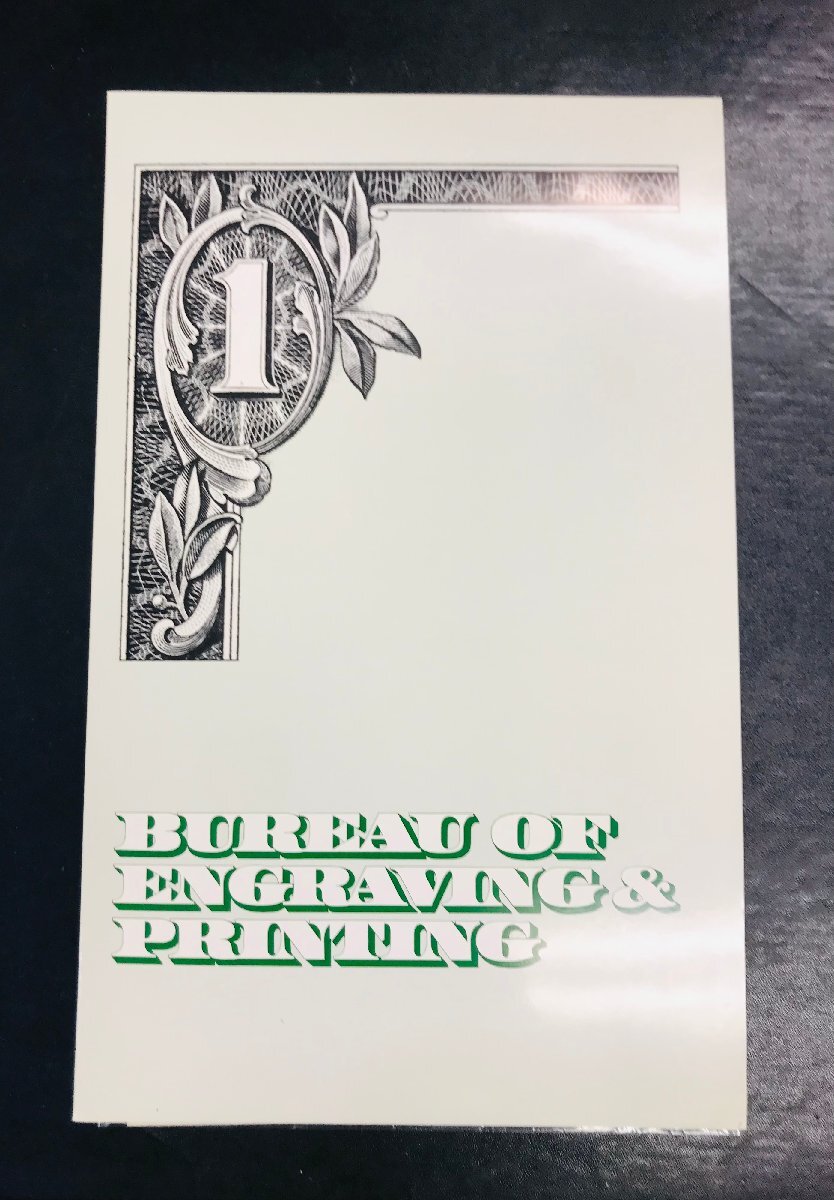 1
BUREAU OF
ENGRAVING &
PRINTING